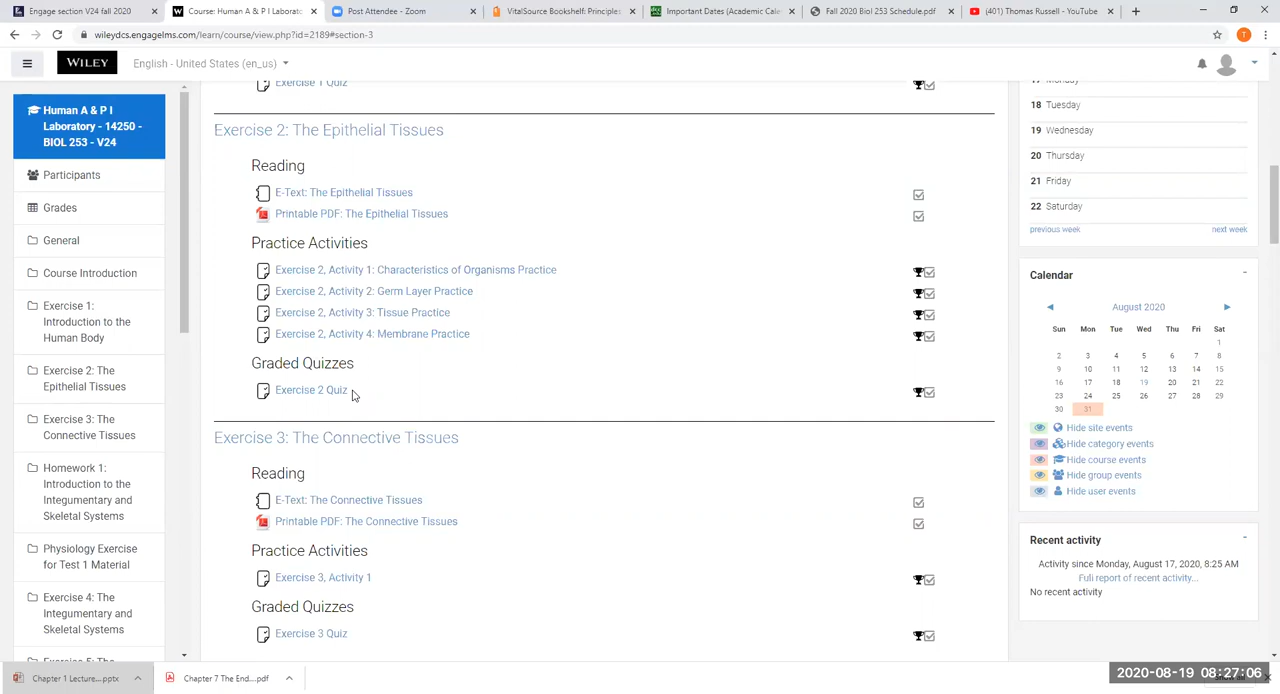 Engage section V24 fall 2020
Course: Human A & P I Laborato
Post Attendee - Zoom
VitalSource Bookshelf: Principles
Important Dates (Academic Cale
Fall 2020 Biol 253 Schedule.pdf
(401) Thomas Russell - YouTube
wileydcs.engagelms.com/learn/course/view.php?id=2189#section-3
T
WILEY
English - United States (en_us)
Human A & P I
Laboratory - 14250 -
BIOL 253 - V24
Participants
Grades
General
Course Introduction
Exercise 1:
Introduction to the
Human Body
Exercise 2: The
Epithelial Tissues
Exercise 3: The
Connective Tissues
Homework 1:
Introduction to the
Integumentary and
Skeletal Systems
Physiology Exercise
for Test 1 Material
Exercise 4: The
Integumentary and
Skeletal Systems
Exercise 5: The
Exercise 1 Quiz
Exercise 2: The Epithelial Tissues
Reading
E-Text: The Epithelial Tissues
Printable PDF: The Epithelial Tissues
Practice Activities
Exercise 2, Activity 1: Characteristics of Organisms Practice
Exercise 2, Activity 2: Germ Layer Practice
Exercise 2, Activity 3: Tissue Practice
Exercise 2, Activity 4: Membrane Practice
Graded Quizzes
Exercise 2 Quiz
Exercise 3: The Connective Tissues
Reading
E-Text: The Connective Tissues
Printable PDF: The Connective Tissues
Practice Activities
Exercise 3, Activity 1
Graded Quizzes
Exercise 3 Quiz
17 Monday
18 Tuesday
19 Wednesday
20 Thursday
21 Friday
22 Saturday
previous week next week
Calendar
August 2020
Sun Mon Tue Wed Thu Fri Sat
1
2 3 4 5 6 7 8
9 10 11 12 13 14 15
16 17 18 19 20 21 22
23 24 25 26 27 28 29
30 31
Hide site events
Hide category events
Hide course events
Hide group events
Hide user events
Recent activity
Activity since Monday, August 17, 2020, 8:25 AM
Full report of recent activity...
No recent activity
Chapter 1 Lecture....pptx
Chapter 7 The End....pdf
2020-08-19 08:27:06